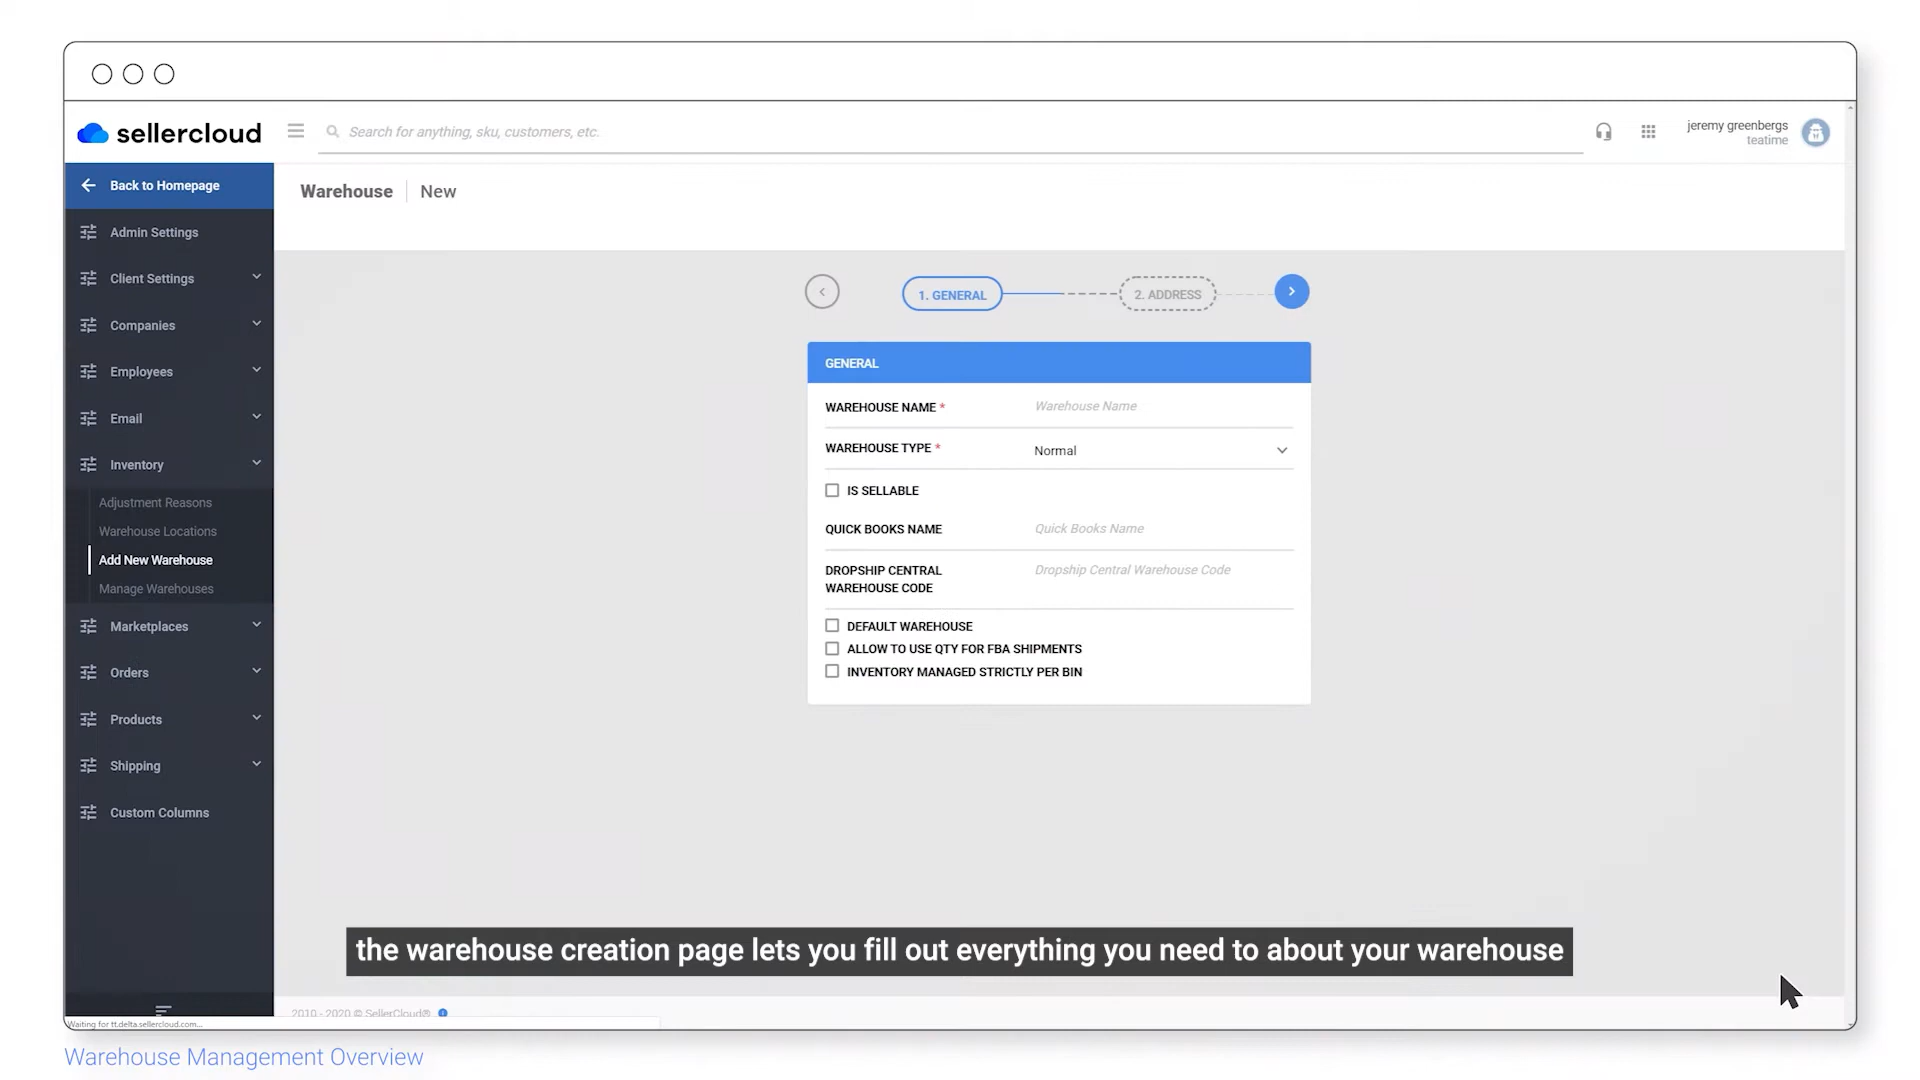 sellercloud
Search for anything, sku, customers, etc.
jeremy greenbergs
teatime
Back to Homepage
Warehouse
New
Admin Settings
Client Settings
Companies
Employees
Email
Inventory
Adjustment Reasons
Warehouse Locations
Add New Warehouse
Manage Warehouses
Marketplaces
Orders
Products
Shipping
Custom Columns
1. GENERAL
2. ADDRESS
GENERAL
WAREHOUSE NAME *
Warehouse Name
WAREHOUSE TYPE *
Normal
IS SELLABLE
QUICK BOOKS NAME
Quick Books Name
DROPSHIP CENTRAL
WAREHOUSE CODE
Dropship Central Warehouse Code
DEFAULT WAREHOUSE
ALLOW TO USE QTY FOR FBA SHIPMENTS
INVENTORY MANAGED STRICTLY PER BIN
the warehouse creation page lets you fill out everything you need to about your warehouse
2010 - 2020 © SellerCloud®
Waiting for tt.delta.sellercloud.com...
Warehouse Management Overview